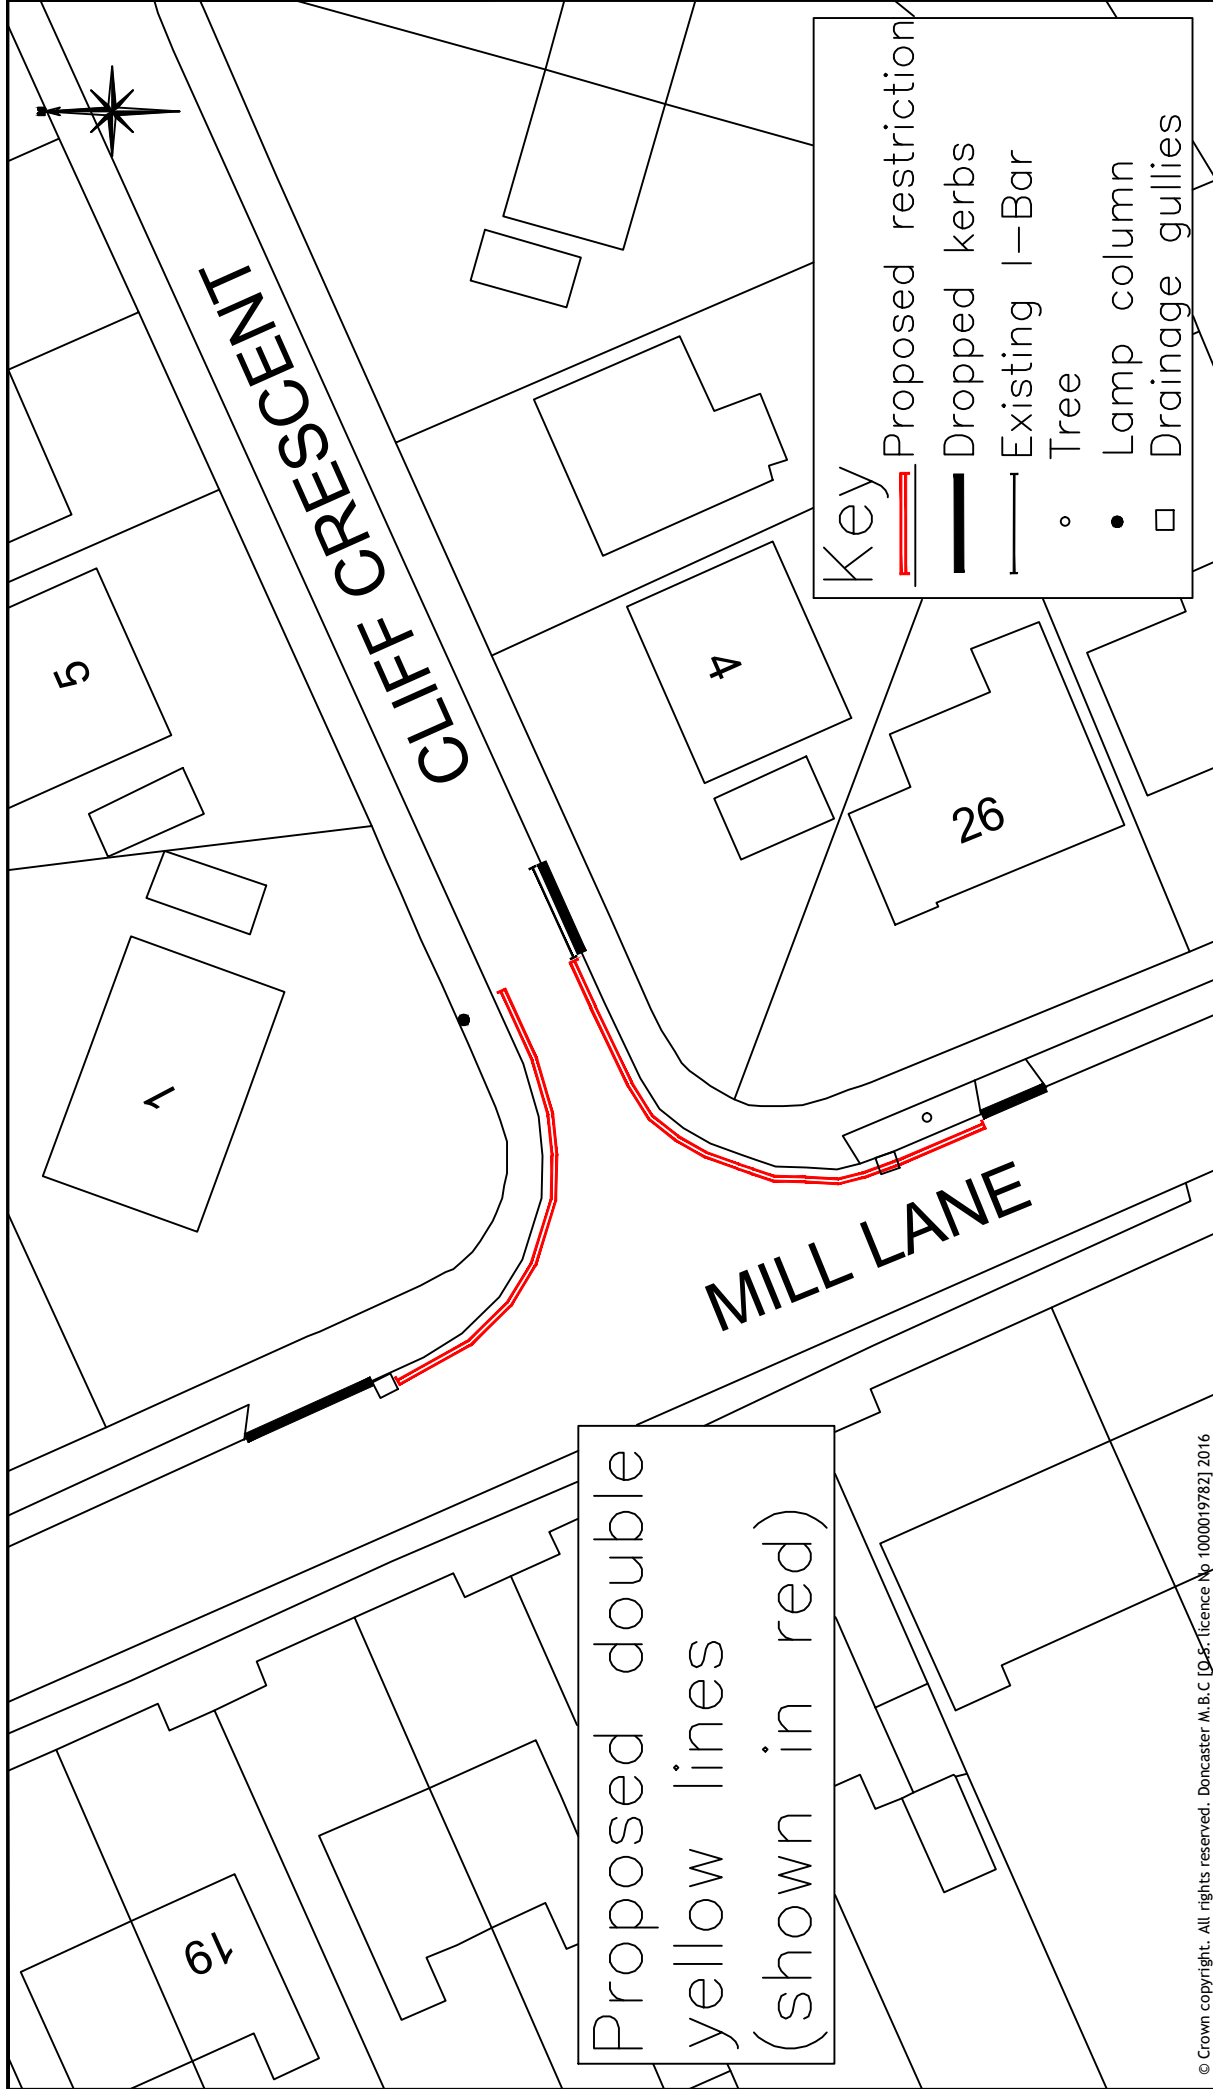 CLIFF CRESCENT
MILL LANE
5
1
4
26
19
Key
Proposed restriction
Dropped kerbs
Existing I-Bar
Tree
Lamp column
Drainage gullies
Proposed double
yellow lines
(shown in red)
© Crown copyright. All rights reserved. Doncaster M.B.C [O.S. licence No 1000019782] 2016